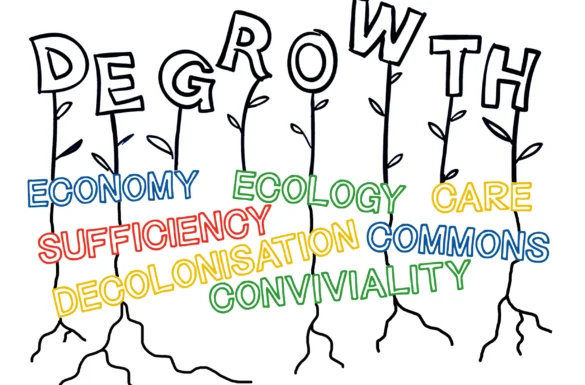 DEGROWTH
ECONOMY ECOLOGY CARE
SUFFICIENCY COMMONS
DECOLONISATION
CONVIVIALITY